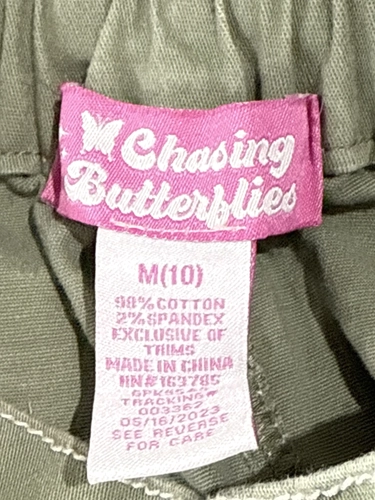 Chasing
Butterflies
M(10)
98% COTTON
2% SPANDEX
EXCLUSIVE OF
TRIMS
MADE IN CHINA
RN#163785
TRACKING#
003362
05/16/2023
SEE REVERSE
FOR CARE